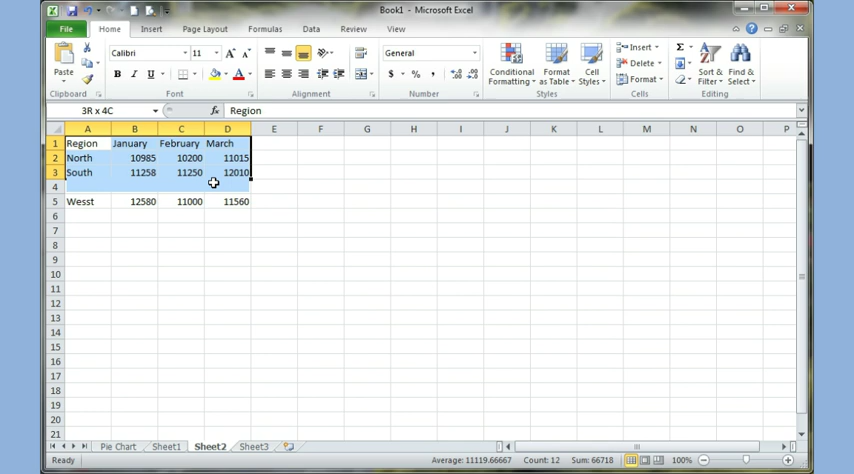 Book1 - Microsoft Excel
File Home Insert Page Layout Formulas Data Review View
Calibri 11 General
Paste
B I U A $ % ,
Conditional Formatting Format as Table Cell Styles
Insert
Delete
Format
Σ Sort & Filter Find & Select
Clipboard Font Alignment Number Styles Cells Editing
3R x 4C fx Region
A B C D E F G H I J K L M N O P
1 Region January February March
2 North 10985 10200 11015
3 South 11258 11250 12010
4
5 Wesst 12580 11000 11560
6
7
8
9
10
11
12
13
14
15
16
17
18
19
20
21
Pie Chart Sheet1 Sheet2 Sheet3
Ready Average: 11119.66667 Count: 12 Sum: 66718 100%